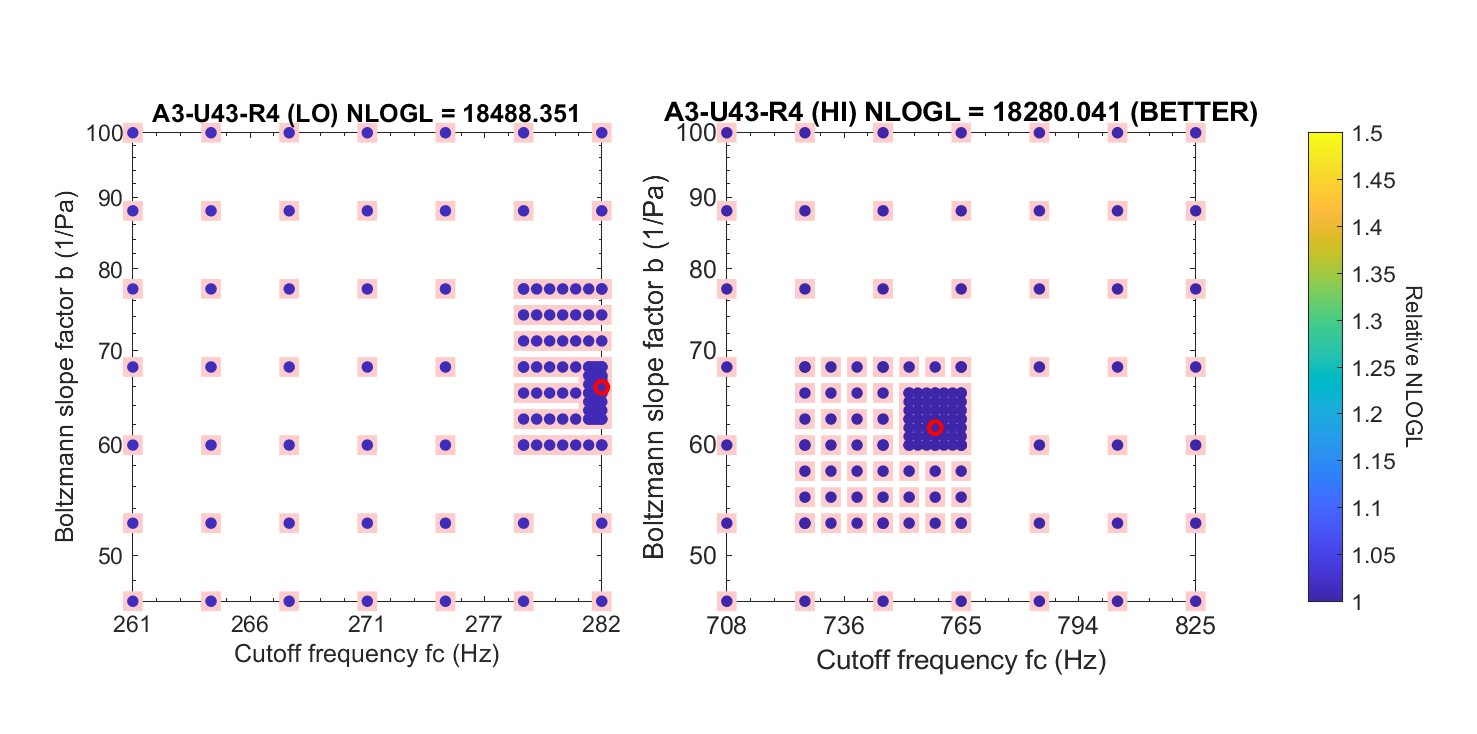 A3-U43-R4 (LO) NLOGL = 18488.351
100
90
80
70
60
50
Boltzmann slope factor b (1/Pa)
261 266 271 277 282
Cutoff frequency fc (Hz)
A3-U43-R4 (HI) NLOGL = 18280.041 (BETTER)
100
90
80
70
60
50
Boltzmann slope factor b (1/Pa)
708 736 765 794 825
Cutoff frequency fc (Hz)
1.5
1.45
1.4
1.35
1.3
1.25
1.2
1.15
1.1
1.05
1
Relative NLOGL